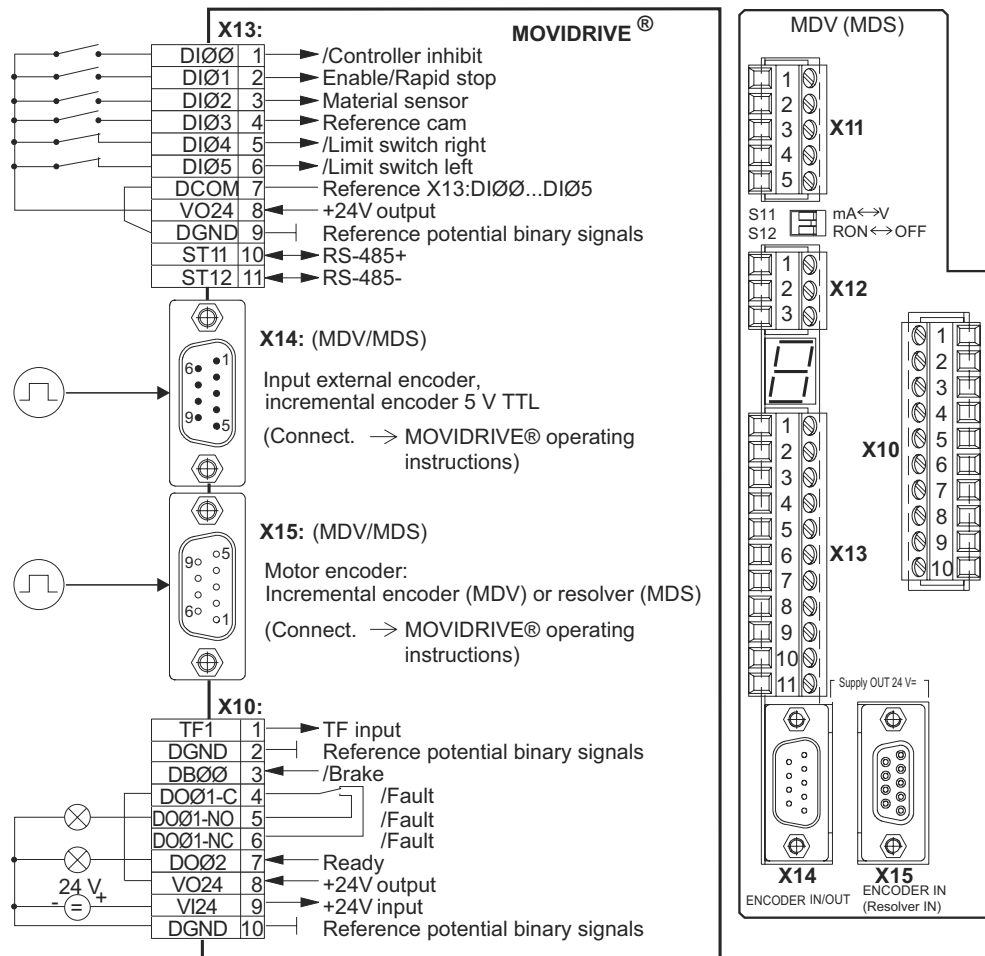 X13:
MOVIDRIVE ®
DIØØ 1 /Controller inhibit
DIØ1 2 Enable/Rapid stop
DIØ2 3 Material sensor
DIØ3 4 Reference cam
DIØ4 5 /Limit switch right
DIØ5 6 /Limit switch left
DCOM 7 Reference X13:DIØØ...DIØ5
VO24 8 +24V output
DGND 9 Reference potential binary signals
ST11 10 RS-485+
ST12 11 RS-485-
X14: (MDV/MDS)
6 1
9 5
Input external encoder,
incremental encoder 5 V TTL
(Connect. → MOVIDRIVE® operating
instructions)
X15: (MDV/MDS)
9 5
6 1
Motor encoder:
Incremental encoder (MDV) or resolver (MDS)
(Connect. → MOVIDRIVE® operating
instructions)
X10:
TF1 1 TF input
DGND 2 Reference potential binary signals
DBØØ 3 /Brake
DOØ1-C 4 /Fault
DOØ1-NO 5 /Fault
DOØ1-NC 6 /Fault
DOØ2 7 Ready
VO24 8 +24V output
24 V
- = +
VI24 9 +24V input
DGND 10 Reference potential binary signals
MDV (MDS)
1
2
3
4
5
X11
S11 mA↔V
S12 RON↔OFF
1
2
3
X12
1
2
3
4
5
6
7
8
9
10
11
X13
1
2
3
4
5
6
7
8
9
10
X10
Supply OUT 24 V=
X14
ENCODER IN/OUT
X15
ENCODER IN
(Resolver IN)